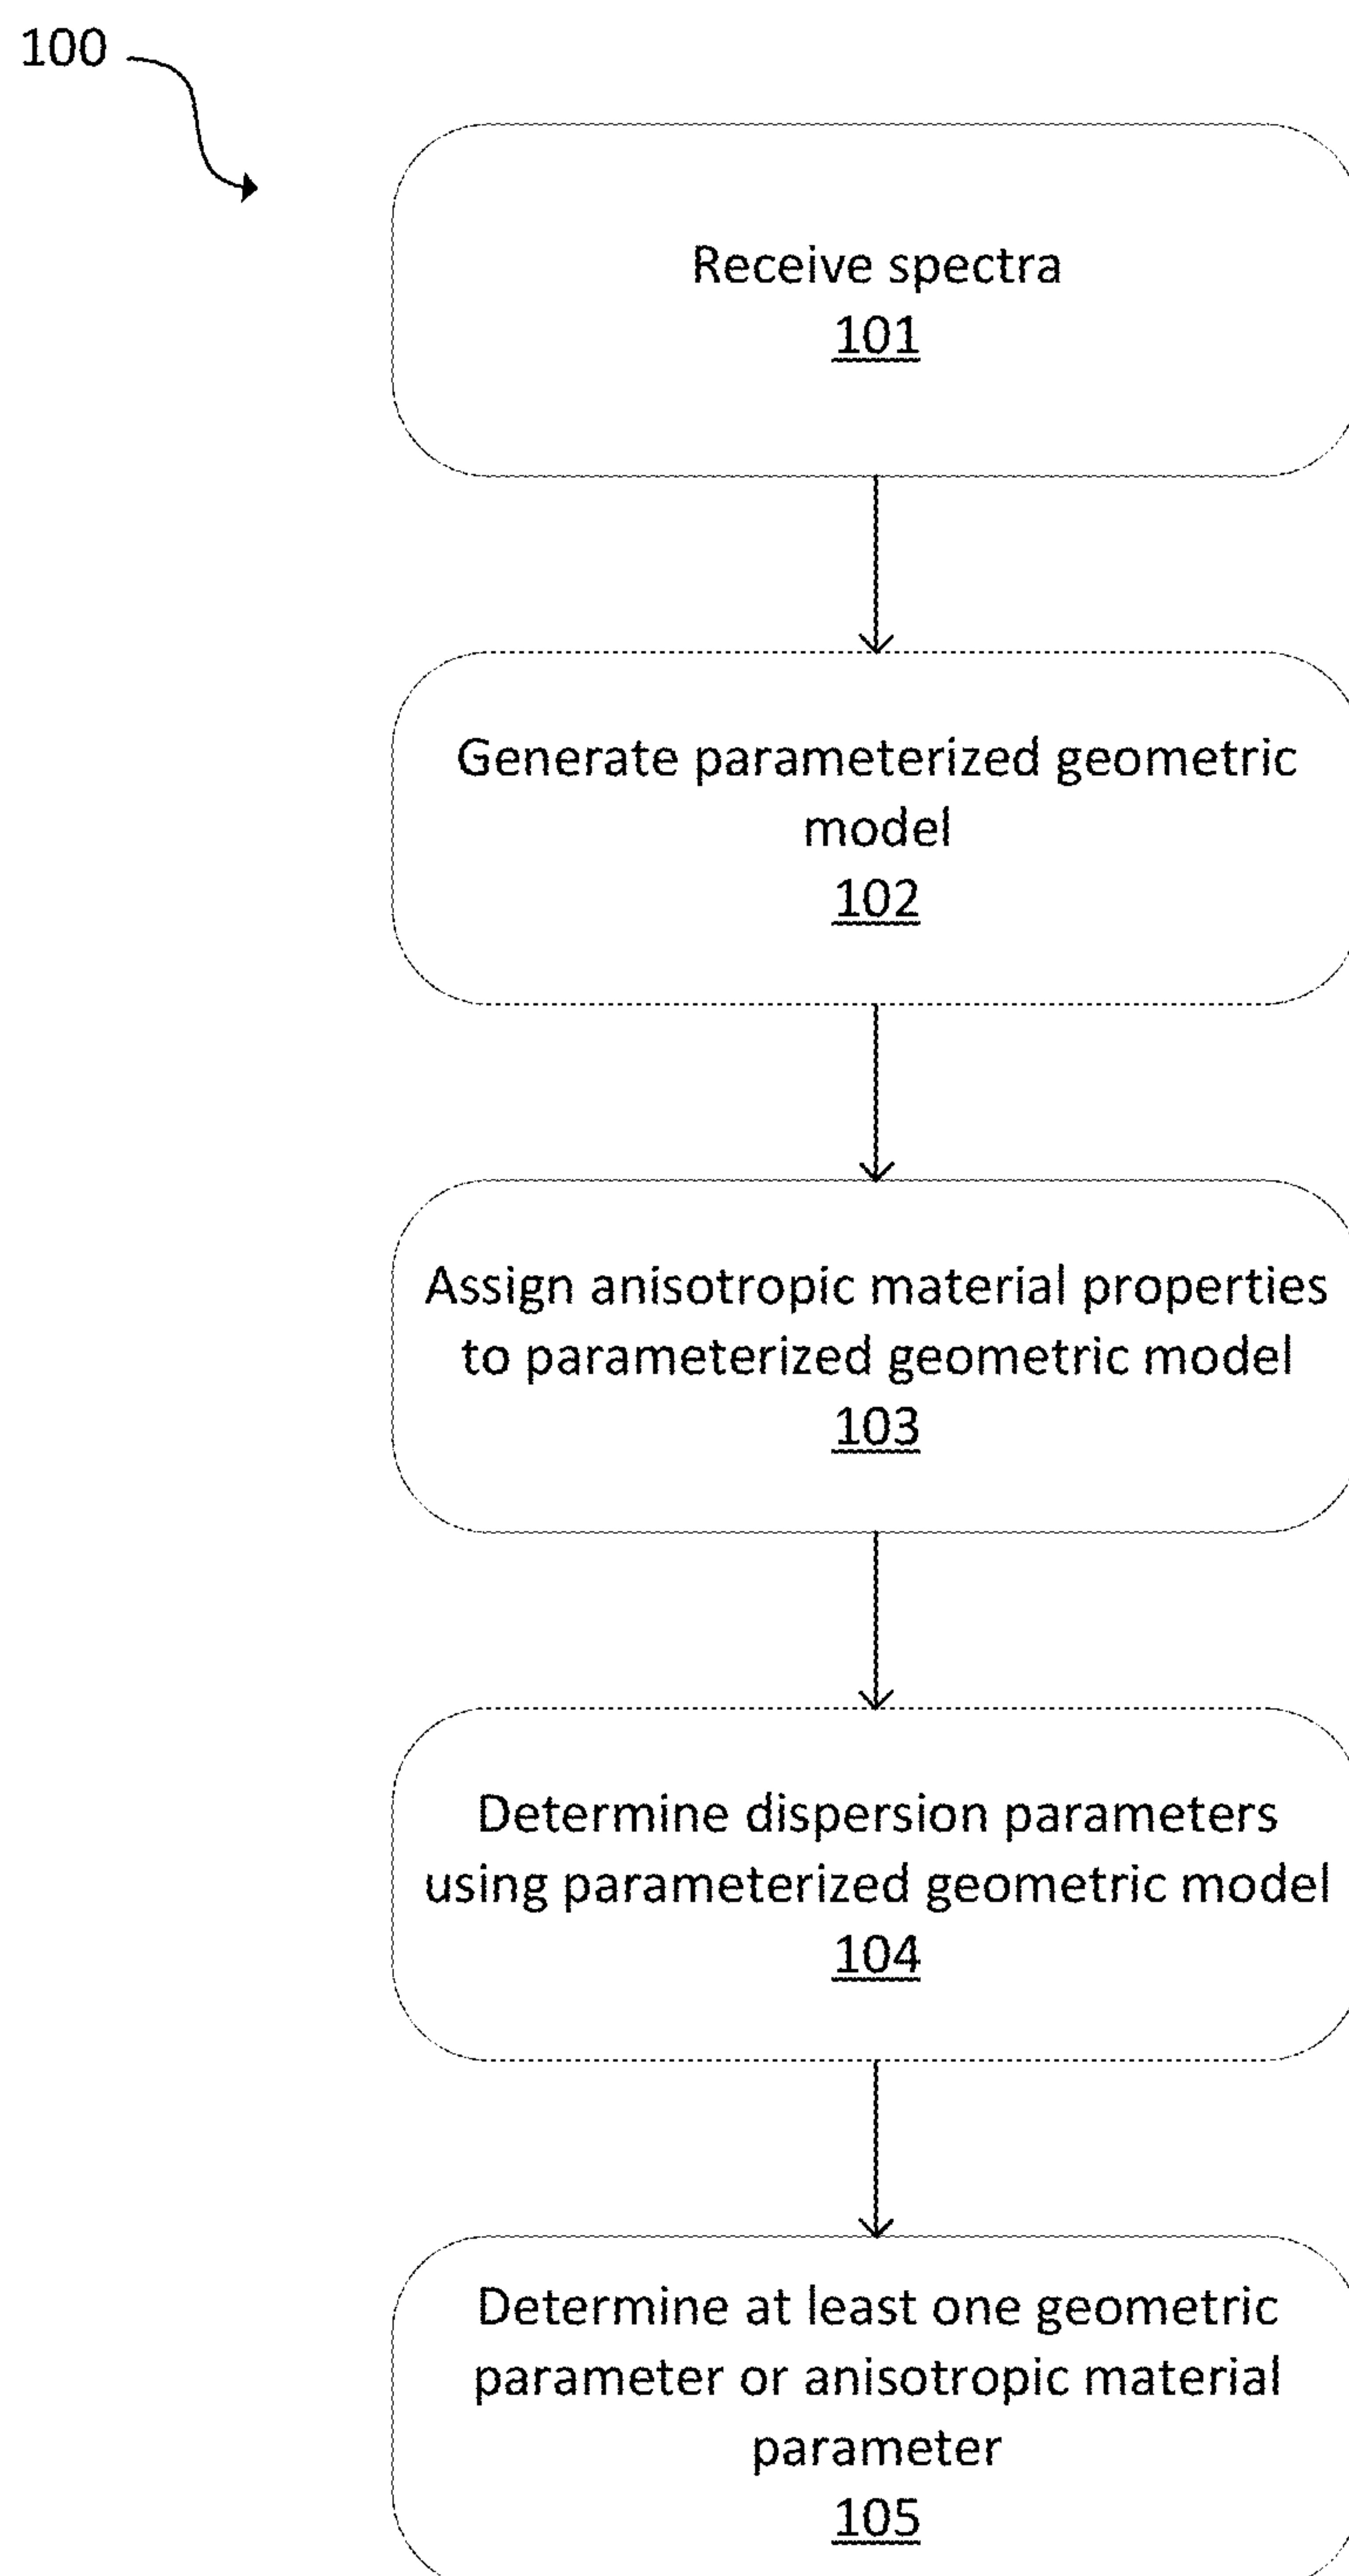 100
Receive spectra
101
Generate parameterized geometric
model
102
Assign anisotropic material properties
to parameterized geometric model
103
Determine dispersion parameters
using parameterized geometric model
104
Determine at least one geometric
parameter or anisotropic material
parameter
105